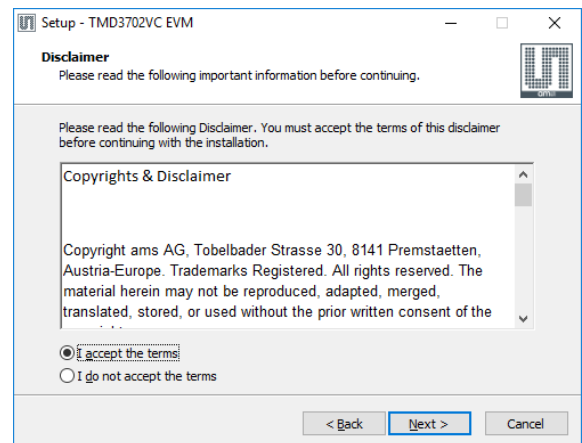 Setup - TMD3702VC EVM
Disclaimer
Please read the following important information before continuing.
am
Please read the following Disclaimer. You must accept the terms of this disclaimer
before continuing with the installation.
Copyrights & Disclaimer
Copyright ams AG, Tobelbader Strasse 30, 8141 Premstaetten,
Austria-Europe. Trademarks Registered. All rights reserved. The
material herein may not be reproduced, adapted, merged,
translated, stored, or used without the prior written consent of the
I accept the terms
I do not accept the terms
< Back
Next >
Cancel